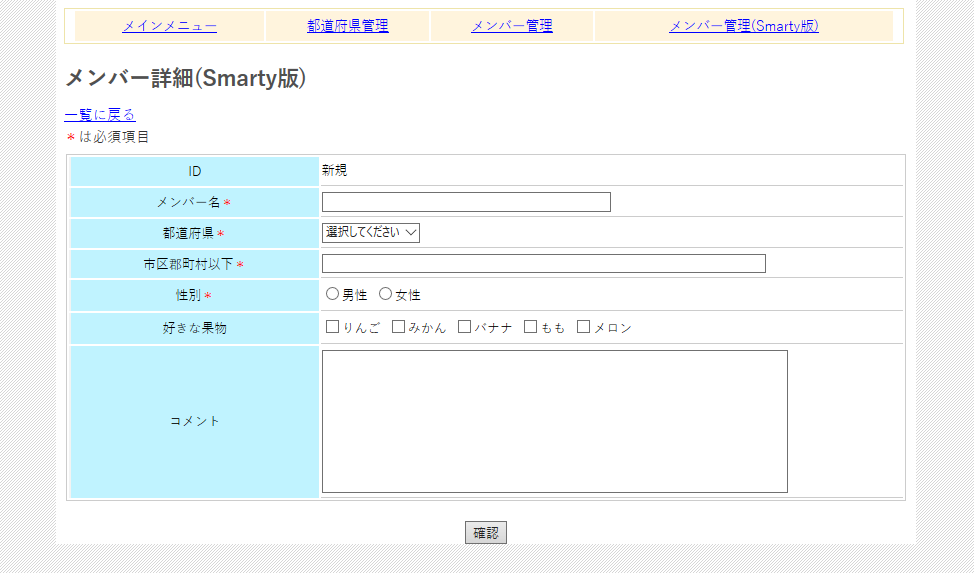 メインメニュー 都道府県管理 メンバー管理 メンバー管理(Smarty版)
メンバー詳細(Smarty版)
一覧に戻る
* は必須項目
ID 新規
メンバー名*
都道府県* 選択してください
市区郡町村以下*
性別* 男性 女性
好きな果物 りんご みかん バナナ もも メロン
コメント
確認